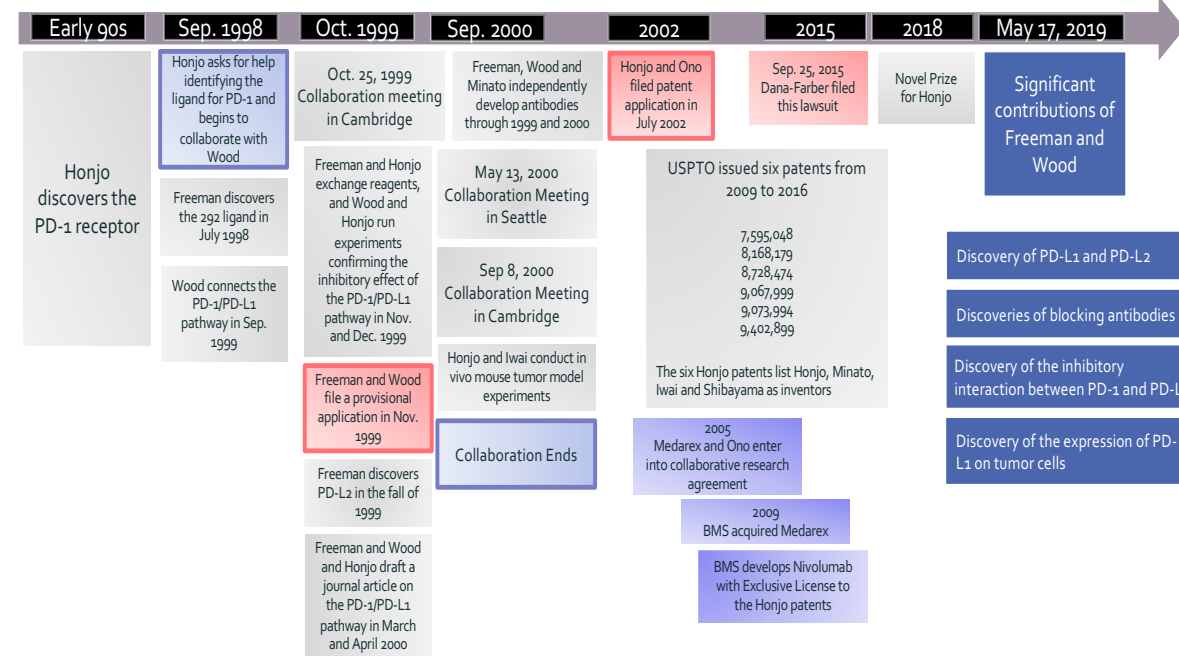 Early 90s
Sep. 1998
Oct. 1999
Sep. 2000
2002
2015
2018
May 17, 2019
Honjo
discovers the
PD-1 receptor
Honjo asks for help
identifying the
ligand for PD-1 and
begins to
collaborate with
Wood
Freeman discovers
the 292 ligand in
July 1998
Wood connects the
PD-1/PD-L1
pathway in Sep.
1999
Oct. 25, 1999
Collaboration meeting
in Cambridge
Freeman and Honjo
exchange reagents,
and Wood and
Honjo run
experiments
confirming the
inhibitory effect of
the PD-1/PD-L1
pathway in Nov.
and Dec. 1999
Freeman and Wood
file a provisional
application in Nov.
1999
Freeman discovers
PD-L2 in the fall of
1999
Freeman and Wood
and Honjo draft a
journal article on
the PD-1/PD-L1
pathway in March
and April 2000
Freeman, Wood and
Minato independently
develop antibodies
through 1999 and 2000
May 13, 2000
Collaboration Meeting
in Seattle
Sep 8, 2000
Collaboration Meeting
in Cambridge
Honjo and Iwai conduct in
vivo mouse tumor model
experiments
Collaboration Ends
Honjo and Ono
filed patent
application in
July 2002
Sep. 25, 2015
Dana-Farber filed
this lawsuit
Novel Prize
for Honjo
USPTO issued six patents from
2009 to 2016
7,595,048
8,168,179
8,728,474
9,067,999
9,073,994
9,402,899
The six Honjo patents list Honjo, Minato,
Iwai and Shibayama as inventors
2005
Medarex and Ono enter
into collaborative research
agreement
2009
BMS acquired Medarex
BMS develops Nivolumab
with Exclusive License to
the Honjo patents
Significant
contributions of
Freeman and
Wood
Discovery of PD-L1 and PD-L2
Discoveries of blocking antibodies
Discovery of the inhibitory
interaction between PD-1 and PD-L
Discovery of the expression of PD-
L1 on tumor cells